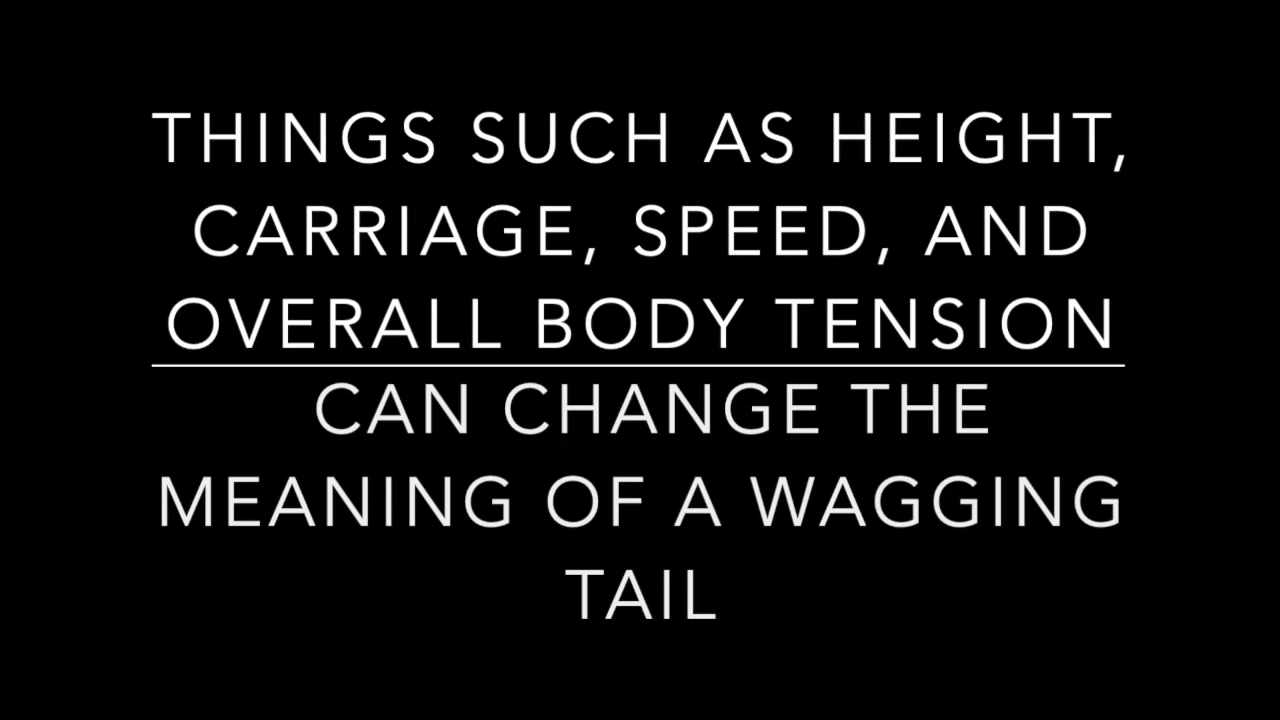 THINGS SUCH AS HEIGHT,
CARRIAGE, SPEED, AND
OVERALL BODY TENSION
CAN CHANGE THE
MEANING OF A WAGGING
TAIL